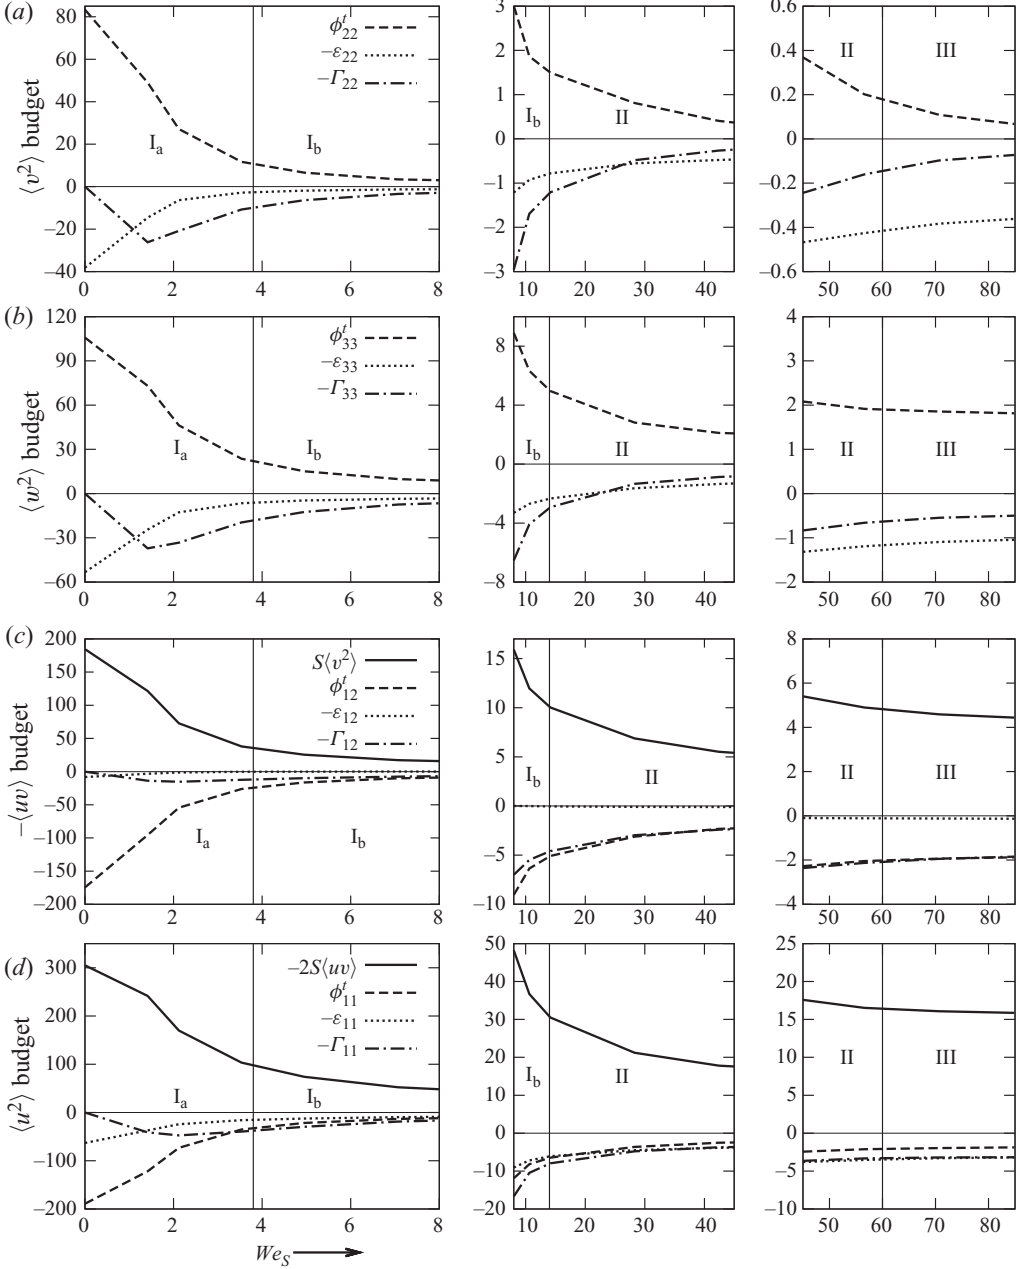 (a)
⟨v²⟩ budget
80
60
40
20
0
–20
–40
ϕᵗ₂₂
–ε₂₂
–Γ₂₂
Iₐ
I_b
0 2 4 6 8
3
2
1
0
–1
–2
–3
I_b
II
10 20 30 40
0.6
0.4
0.2
0
–0.2
–0.4
–0.6
II
III
50 60 70 80
(b)
⟨w²⟩ budget
120
90
60
30
0
–30
–60
ϕᵗ₃₃
–ε₃₃
–Γ₃₃
Iₐ
I_b
0 2 4 6 8
8
4
0
–4
–8
I_b
II
10 20 30 40
4
3
2
1
0
–1
–2
II
III
50 60 70 80
(c)
–⟨uv⟩ budget
200
150
100
50
0
–50
–100
–150
–200
S⟨v²⟩
ϕᵗ₁₂
–ε₁₂
–Γ₁₂
Iₐ
I_b
0 2 4 6 8
15
10
5
0
–5
–10
I_b
II
10 20 30 40
8
6
4
2
0
–2
–4
II
III
50 60 70 80
(d)
⟨u²⟩ budget
300
200
100
0
–100
–200
–2S⟨uv⟩
ϕᵗ₁₁
–ε₁₁
–Γ₁₁
Iₐ
I_b
0 2 4 6 8
50
40
30
20
10
0
–10
–20
I_b
II
10 20 30 40
25
20
15
10
5
0
–5
–10
II
III
50 60 70 80
We_S